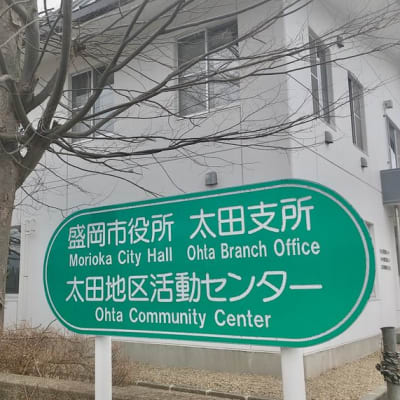 盛岡市役所 太田支所
Morioka City Hall Ohta Branch Office
太田地区活動センター
Ohta Community Center